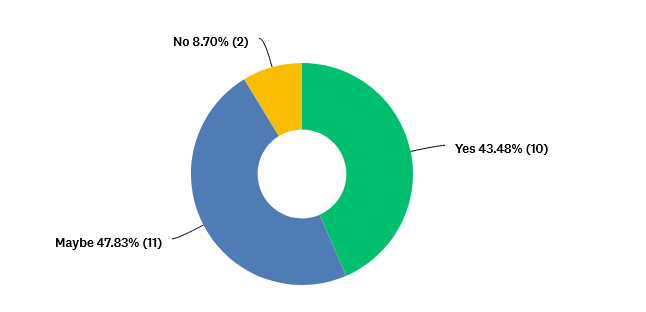 No 8.70% (2)
Yes 43.48% (10)
Maybe 47.83% (11)